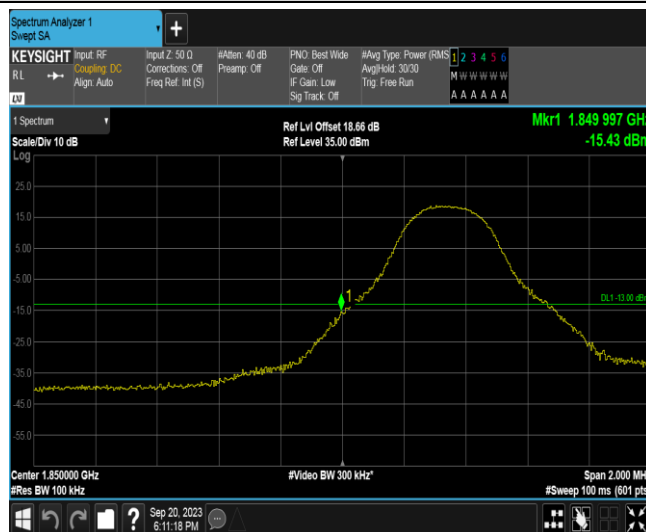 Spectrum Analyzer 1
Swept SA
+
KEYSIGHT
RL
LXI
Input: RF
Coupling: DC
Align: Auto
Input Z: 50 Ω
Corrections: Off
Freq Ref: Int (S)
#Atten: 40 dB
Preamp: Off
PNO: Best Wide
Gate: Off
IF Gain: Low
Sig Track: Off
#Avg Type: Power (RMS
Avg|Hold: 30/30
Trig: Free Run
1 2 3 4 5 6
M W W W W W
A A A A A A
1 Spectrum
Scale/Div 10 dB
Ref Lvl Offset 18.66 dB
Ref Level 35.00 dBm
Mkr1 1.849 997 GHz
-15.43 dBm
Log
25.0
15.0
5.00
-5.00
-15.0
-25.0
-35.0
-45.0
-55.0
1
DL1 -13.00 dBm
Center 1.850000 GHz
#Res BW 100 kHz
#Video BW 300 kHz*
Span 2.000 MH
#Sweep 100 ms (601 pts
?
Sep 20, 2023
6:11:18 PM